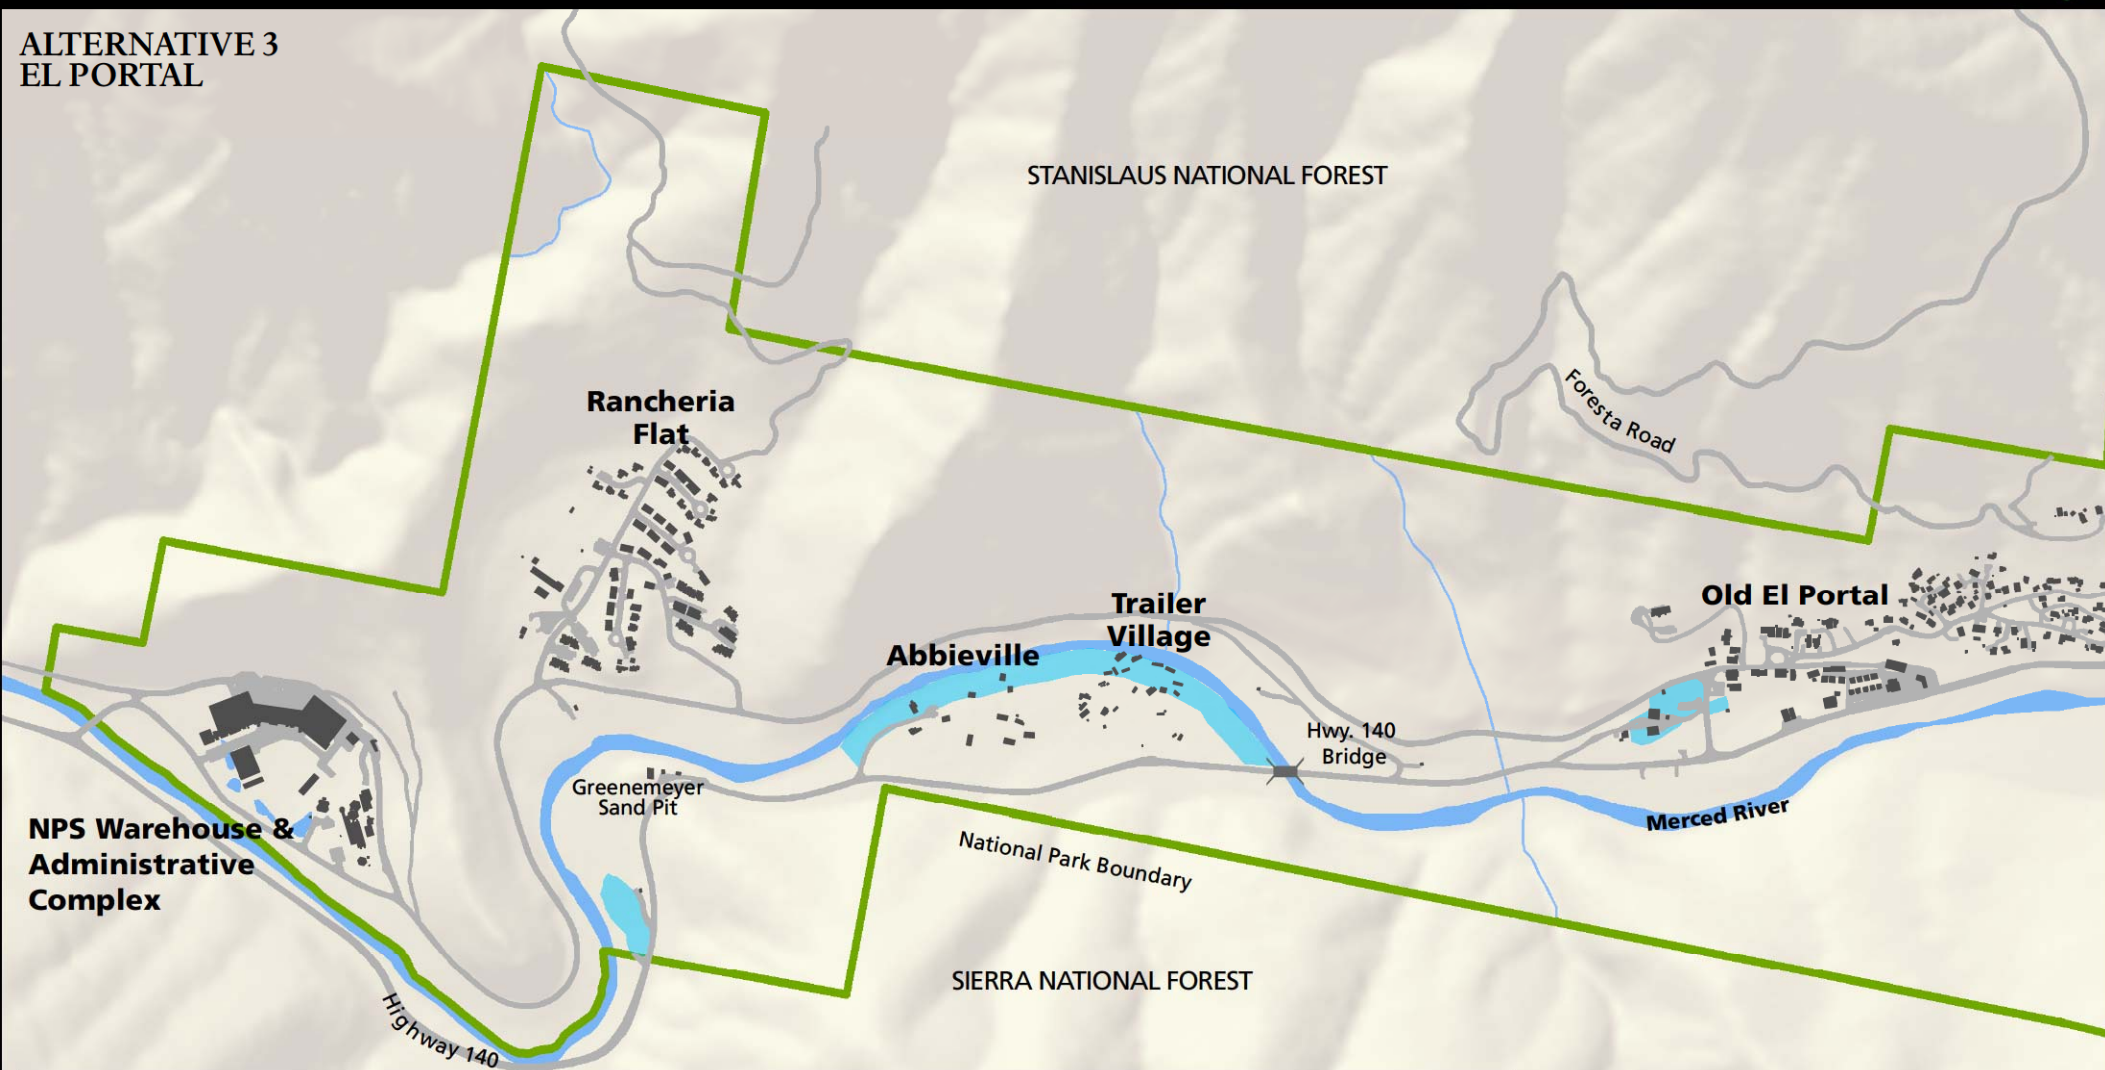 ALTERNATIVE 3
EL PORTAL
STANISLAUS NATIONAL FOREST
Rancheria
Flat
Foresta Road
Trailer
Village
Old El Portal
Abbieville
Hwy. 140
Bridge
Greenemeyer
Sand Pit
Merced River
NPS Warehouse &
Administrative
Complex
National Park Boundary
SIERRA NATIONAL FOREST
Highway 140